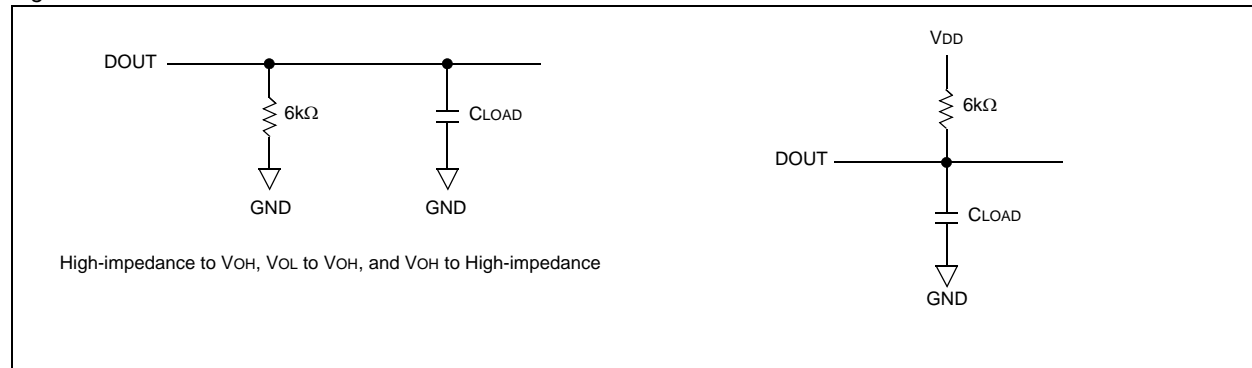 DOUT
6kΩ
CLOAD
GND
GND
High-impedance to VOH, VOL to VOH, and VOH to High-impedance
VDD
6kΩ
DOUT
CLOAD
GND